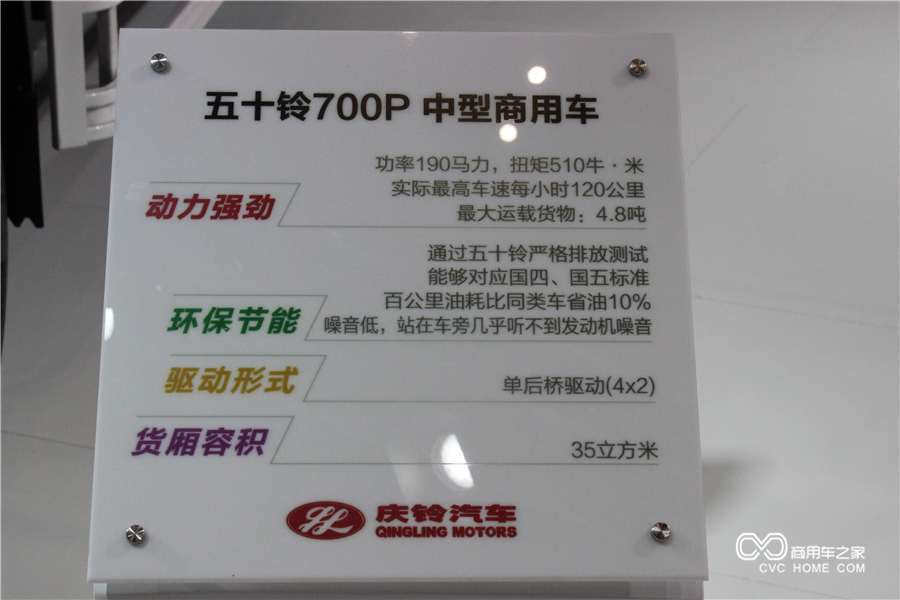 五十铃700P 中型商用车
功率190马力，扭矩510牛·米
实际最高车速每小时120公里
动力强劲
最大运载货物：4.8吨
通过五十铃严格排放测试
能够对应国四、国五标准
百公里油耗比同类车省油10%
环保节能
噪音低，站在车旁几乎听不到发动机噪音
驱动形式
单后桥驱动(4x2)
货厢容积
35立方米
庆铃汽车
QINGLING MOTORS
商用车之家
CVC HOME COM